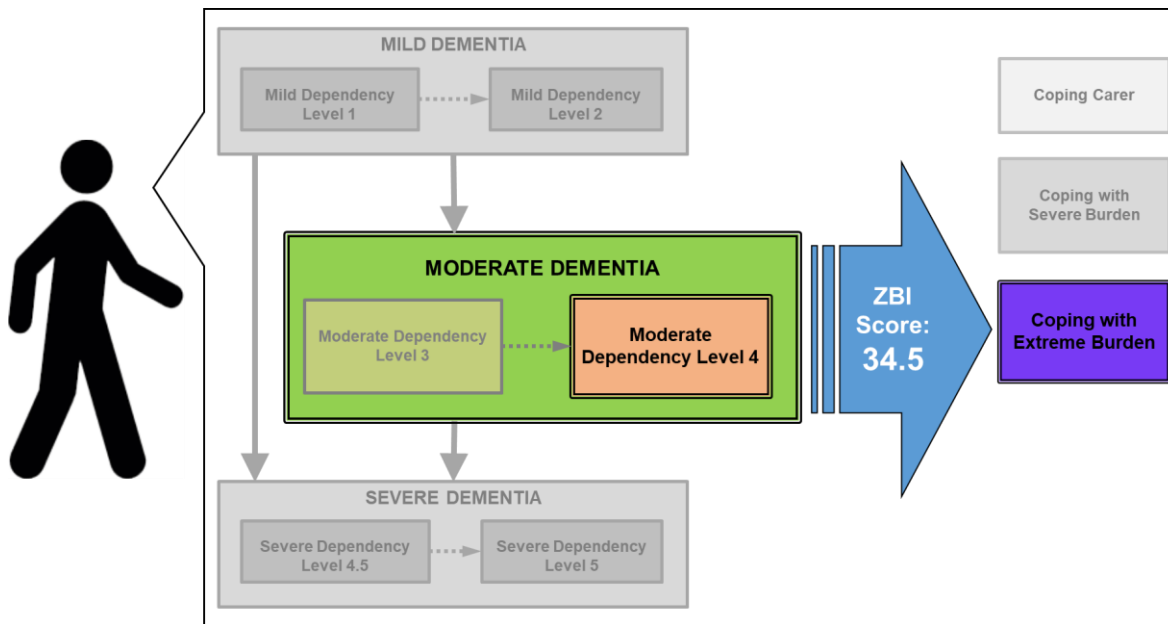 MILD DEMENTIA
Mild Dependency
Level 1
Mild Dependency
Level 2
MODERATE DEMENTIA
Moderate Dependency
Level 3
Moderate
Dependency Level 4
SEVERE DEMENTIA
Severe Dependency
Level 4.5
Severe Dependency
Level 5
ZBI
Score:
34.5
Coping Carer
Coping with
Severe Burden
Coping with
Extreme Burden